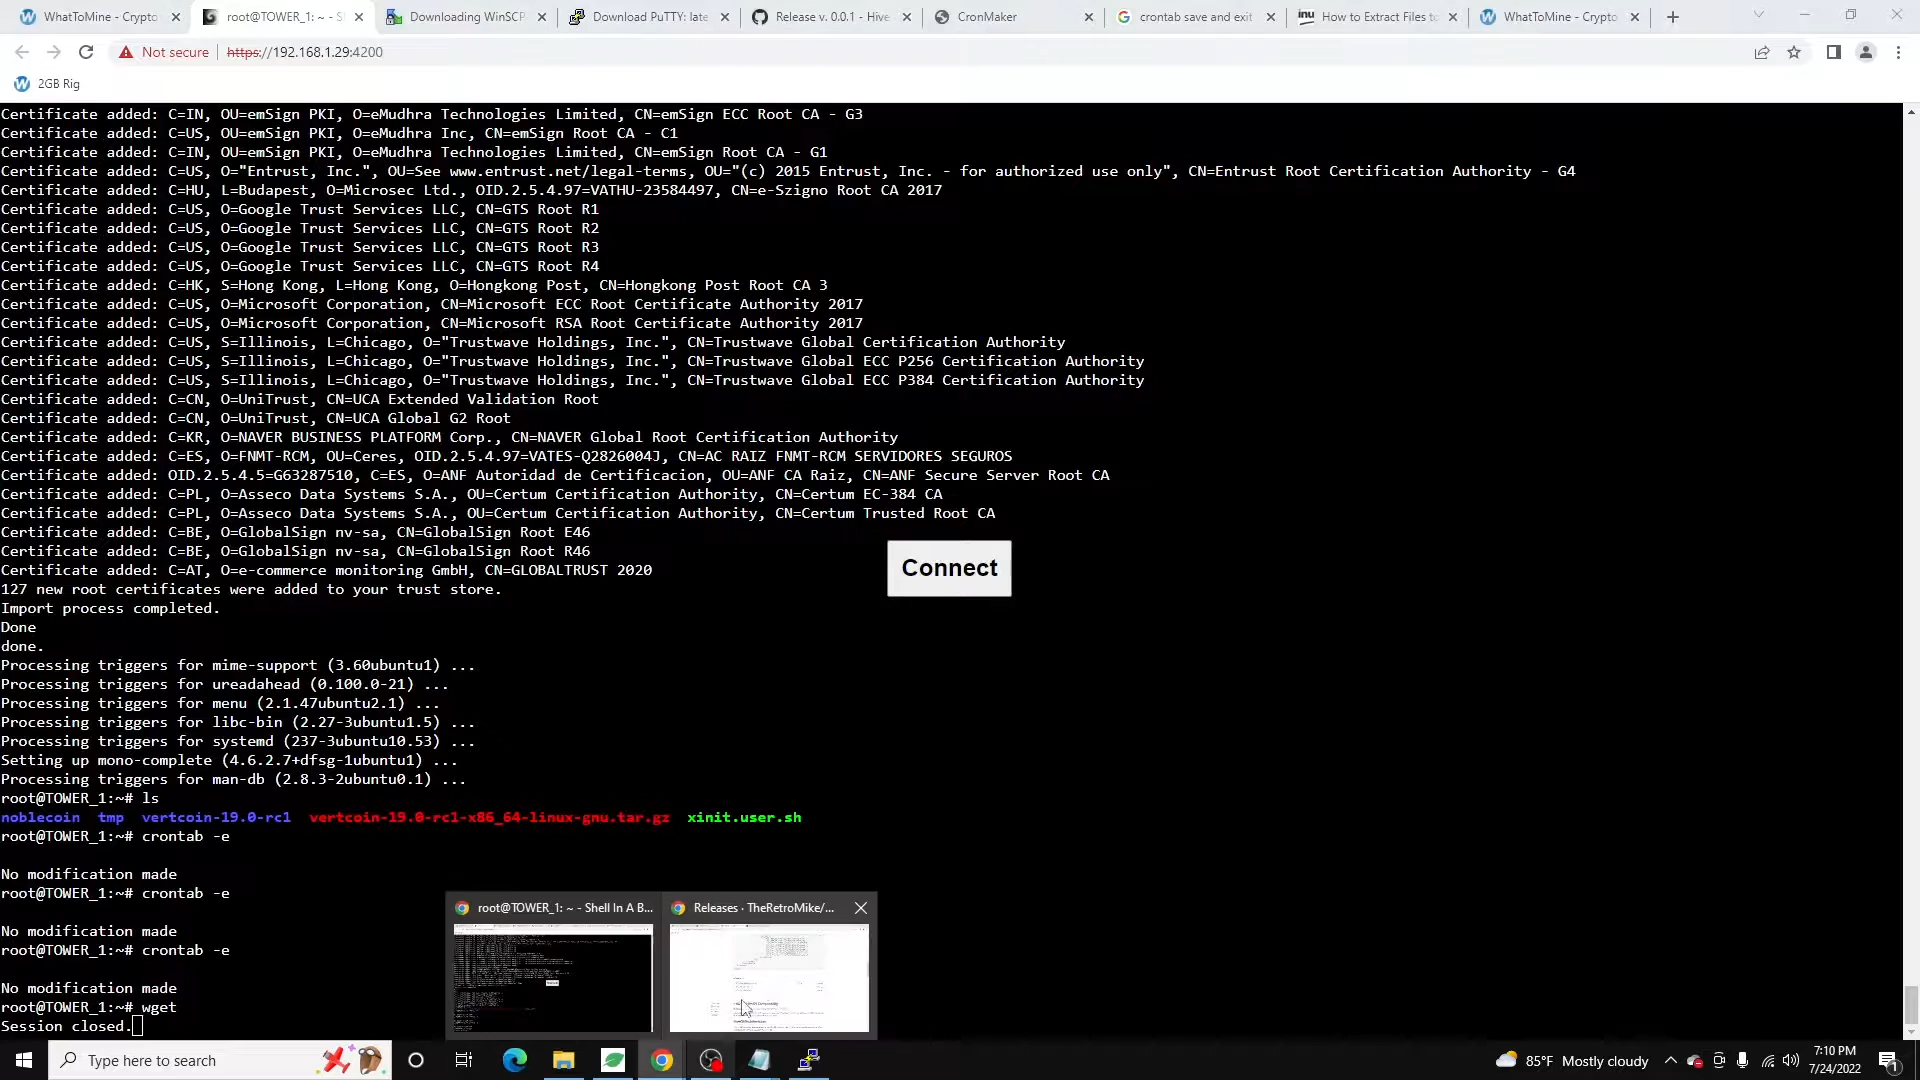 WhatToMine - Crypto
root@TOWER_1: ~ - S
Downloading WinSCP
Download PuTTY: late
Release v. 0.0.1 - Hive
CronMaker
crontab save and exit
How to Extract Files to
WhatToMine - Crypto
Not secure https://192.168.1.29:4200
2GB Rig
Certificate added: C=IN, OU=emSign PKI, O=eMudhra Technologies Limited, CN=emSign ECC Root CA - G3
Certificate added: C=US, OU=emSign PKI, O=eMudhra Inc, CN=emSign Root CA - C1
Certificate added: C=IN, OU=emSign PKI, O=eMudhra Technologies Limited, CN=emSign Root CA - G1
Certificate added: C=US, O="Entrust, Inc.", OU=See www.entrust.net/legal-terms, OU="(c) 2015 Entrust, Inc. - for authorized use only", CN=Entrust Root Certification Authority - G4
Certificate added: C=HU, L=Budapest, O=Microsec Ltd., OID.2.5.4.97=VATHU-23584497, CN=e-Szigno Root CA 2017
Certificate added: C=US, O=Google Trust Services LLC, CN=GTS Root R1
Certificate added: C=US, O=Google Trust Services LLC, CN=GTS Root R2
Certificate added: C=US, O=Google Trust Services LLC, CN=GTS Root R3
Certificate added: C=US, O=Google Trust Services LLC, CN=GTS Root R4
Certificate added: C=HK, S=Hong Kong, L=Hong Kong, O=Hongkong Post, CN=Hongkong Post Root CA 3
Certificate added: C=US, O=Microsoft Corporation, CN=Microsoft ECC Root Certificate Authority 2017
Certificate added: C=US, O=Microsoft Corporation, CN=Microsoft RSA Root Certificate Authority 2017
Certificate added: C=US, S=Illinois, L=Chicago, O="Trustwave Holdings, Inc.", CN=Trustwave Global Certification Authority
Certificate added: C=US, S=Illinois, L=Chicago, O="Trustwave Holdings, Inc.", CN=Trustwave Global ECC P256 Certification Authority
Certificate added: C=US, S=Illinois, L=Chicago, O="Trustwave Holdings, Inc.", CN=Trustwave Global ECC P384 Certification Authority
Certificate added: C=CN, O=UniTrust, CN=UCA Extended Validation Root
Certificate added: C=CN, O=UniTrust, CN=UCA Global G2 Root
Certificate added: C=KR, O=NAVER BUSINESS PLATFORM Corp., CN=NAVER Global Root Certification Authority
Certificate added: C=ES, O=FNMT-RCM, OU=Ceres, OID.2.5.4.97=VATES-Q2826004J, CN=AC RAIZ FNMT-RCM SERVIDORES SEGUROS
Certificate added: OID.2.5.4.5=G63287510, C=ES, O=ANF Autoridad de Certificacion, OU=ANF CA Raiz, CN=ANF Secure Server Root CA
Certificate added: C=PL, O=Asseco Data Systems S.A., OU=Certum Certification Authority, CN=Certum EC-384 CA
Certificate added: C=PL, O=Asseco Data Systems S.A., OU=Certum Certification Authority, CN=Certum Trusted Root CA
Certificate added: C=BE, O=GlobalSign nv-sa, CN=GlobalSign Root E46
Certificate added: C=BE, O=GlobalSign nv-sa, CN=GlobalSign Root R46
Certificate added: C=AT, O=e-commerce monitoring GmbH, CN=GLOBALTRUST 2020
Connect
127 new root certificates were added to your trust store.
Import process completed.
Done
done.
Processing triggers for mime-support (3.60ubuntu1) ...
Processing triggers for ureadahead (0.100.0-21) ...
Processing triggers for menu (2.1.47ubuntu2.1) ...
Processing triggers for libc-bin (2.27-3ubuntu1.5) ...
Processing triggers for systemd (237-3ubuntu10.53) ...
Setting up mono-complete (4.6.2.7+dfsg-1ubuntu1) ...
Processing triggers for man-db (2.8.3-2ubuntu0.1) ...
root@TOWER_1:~# ls
noblecoin tmp vertcoin-19.0-rc1 vertcoin-19.0-rc1-x86_64-linux-gnu.tar.gz xinit.user.sh
root@TOWER_1:~# crontab -e
No modification made
root@TOWER_1:~# crontab -e
No modification made
root@TOWER_1:~# crontab -e
No modification made
root@TOWER_1:~# wget
Session closed.
root@TOWER_1: ~ - Shell In A B...
Releases · TheRetroMike/...
Type here to search
85°F Mostly cloudy
7:10 PM
7/24/2022
1